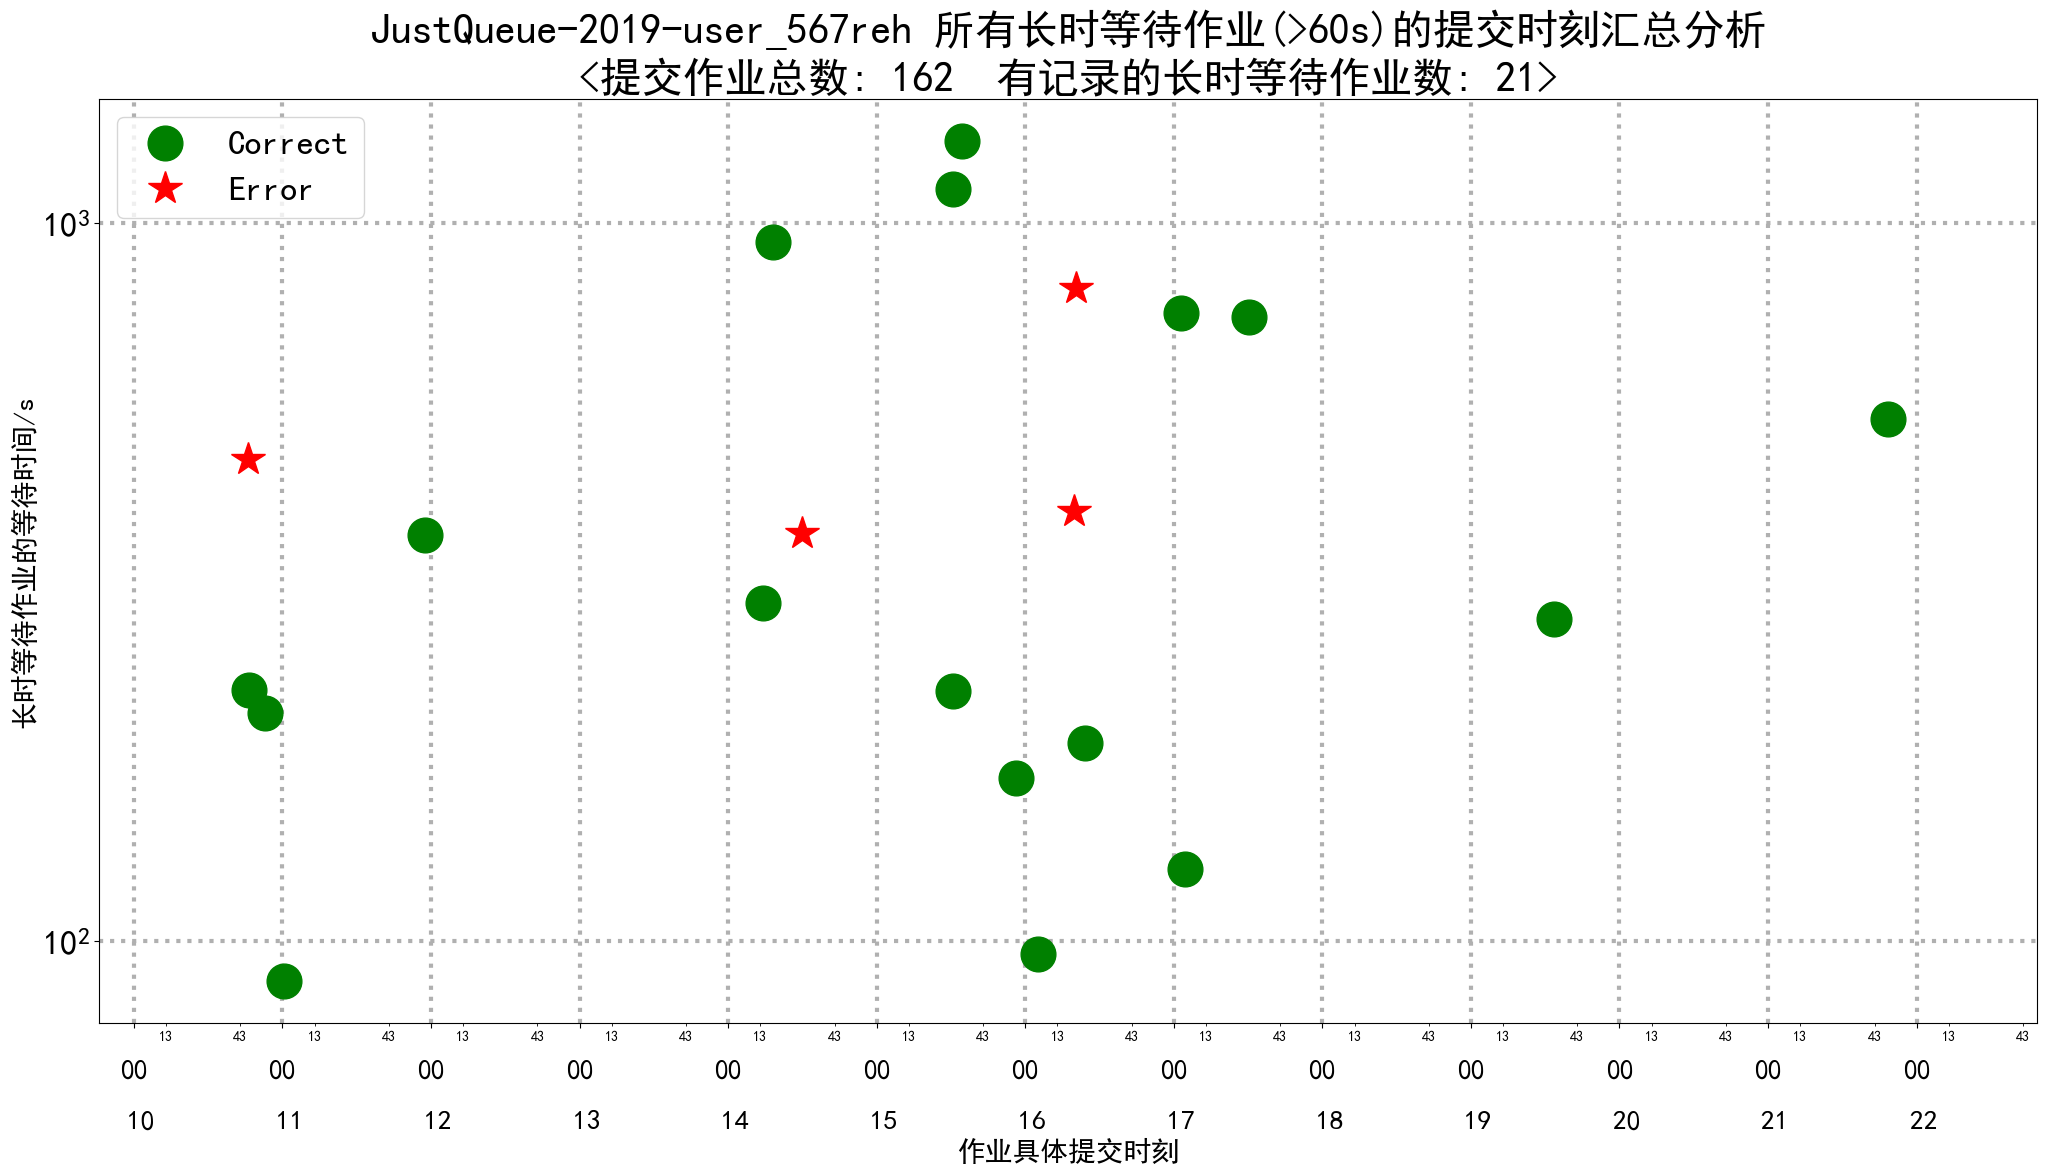 JustQueue-2019-user_567reh 所有长时等待作业(>60s)的提交时刻汇总分析
<提交作业总数: 162  有记录的长时等待作业数: 21>
Correct
Error
10³
10²
长时等待作业的等待时间/s
13 43 13 43 13 43 13 43 13 43 13 43 13 43 13 43 13 43 13 43 13 43 13 43 13 43
00 00 00 00 00 00 00 00 00 00 00 00 00
10 11 12 13 14 15 16 17 18 19 20 21 22
作业具体提交时刻